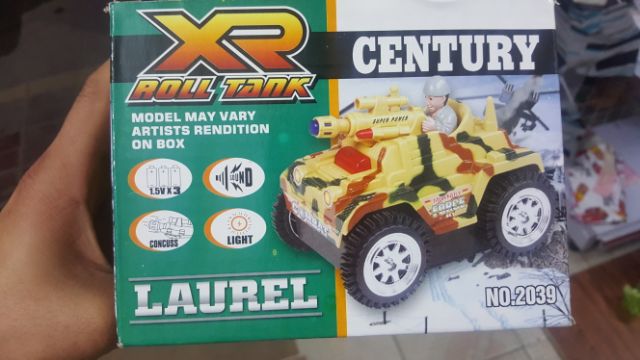 XR
ROLL TANK
CENTURY
MODEL MAY VARY
ARTISTS RENDITION
ON BOX
SUPER POWER
1.5V X 3
SOUND
CONCUSS
LIGHT
LAUREL
NO.2039